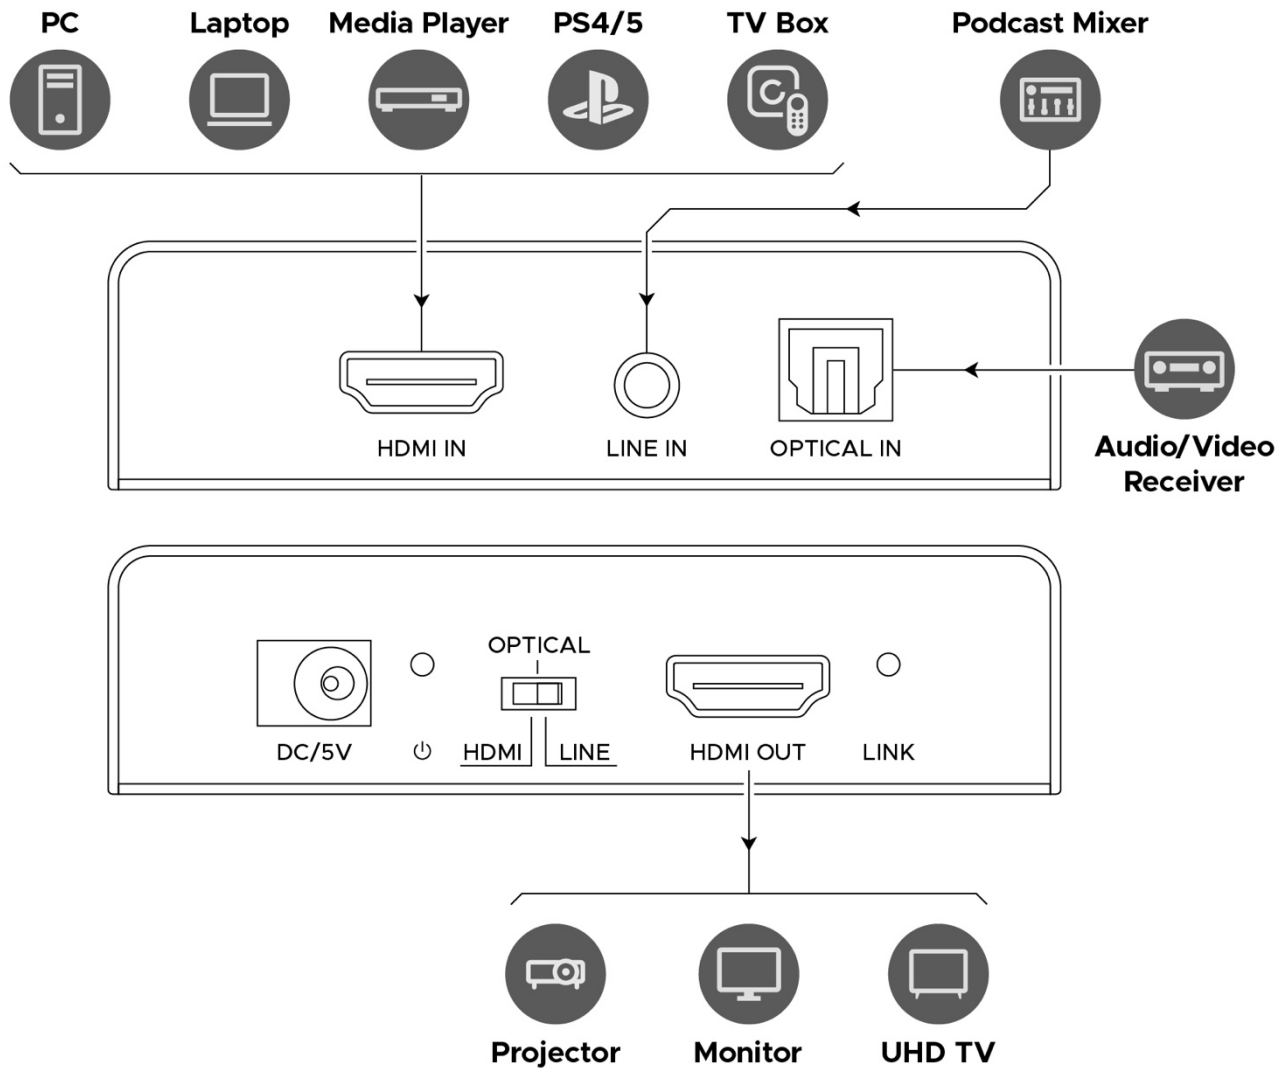 PC
Laptop
Media Player
PS4/5
TV Box
Podcast Mixer
HDMI IN
LINE IN
OPTICAL IN
Audio/Video
Receiver
OPTICAL
DC/5V
HDMI
LINE
HDMI OUT
LINK
Projector
Monitor
UHD TV